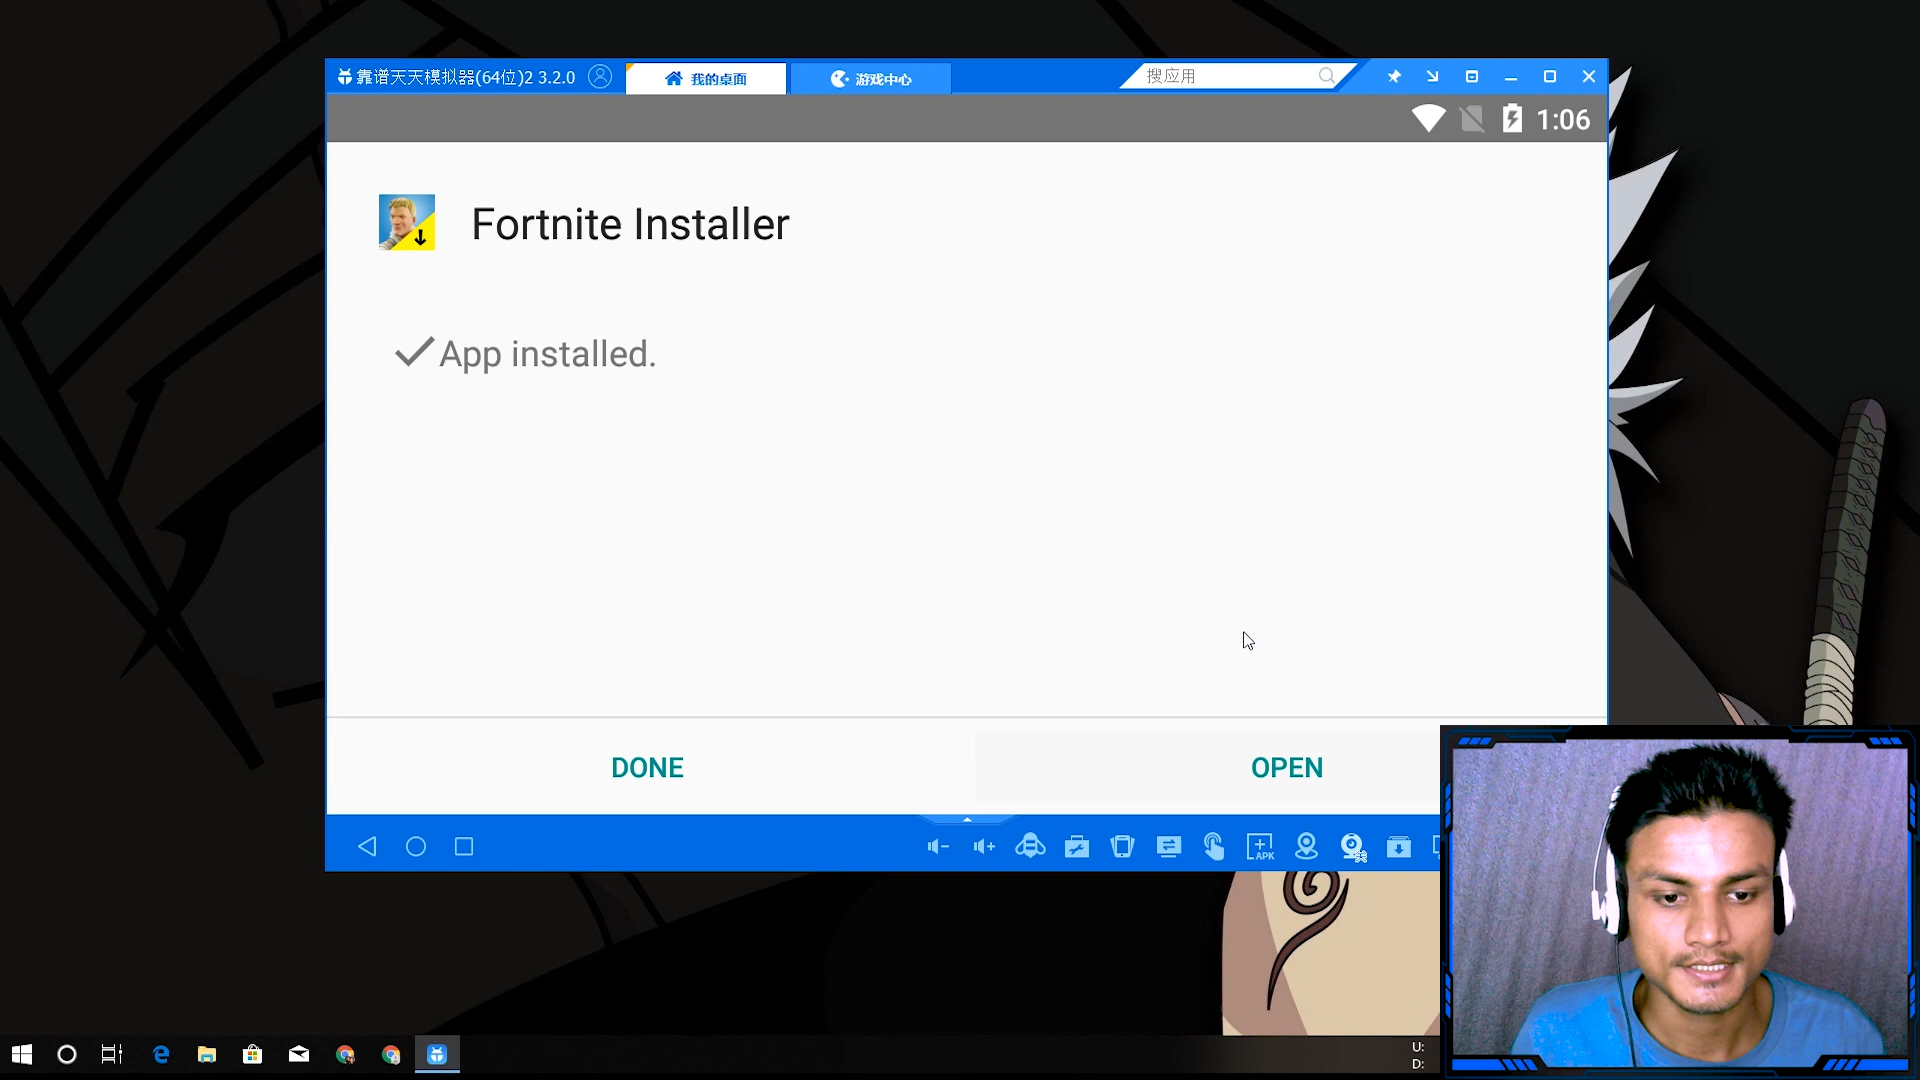 靠谱天天模拟器(64位)2 3.2.0
我的桌面
游戏中心
搜应用
1:06
Fortnite Installer
App installed.
DONE
OPEN
APK
U:
D: